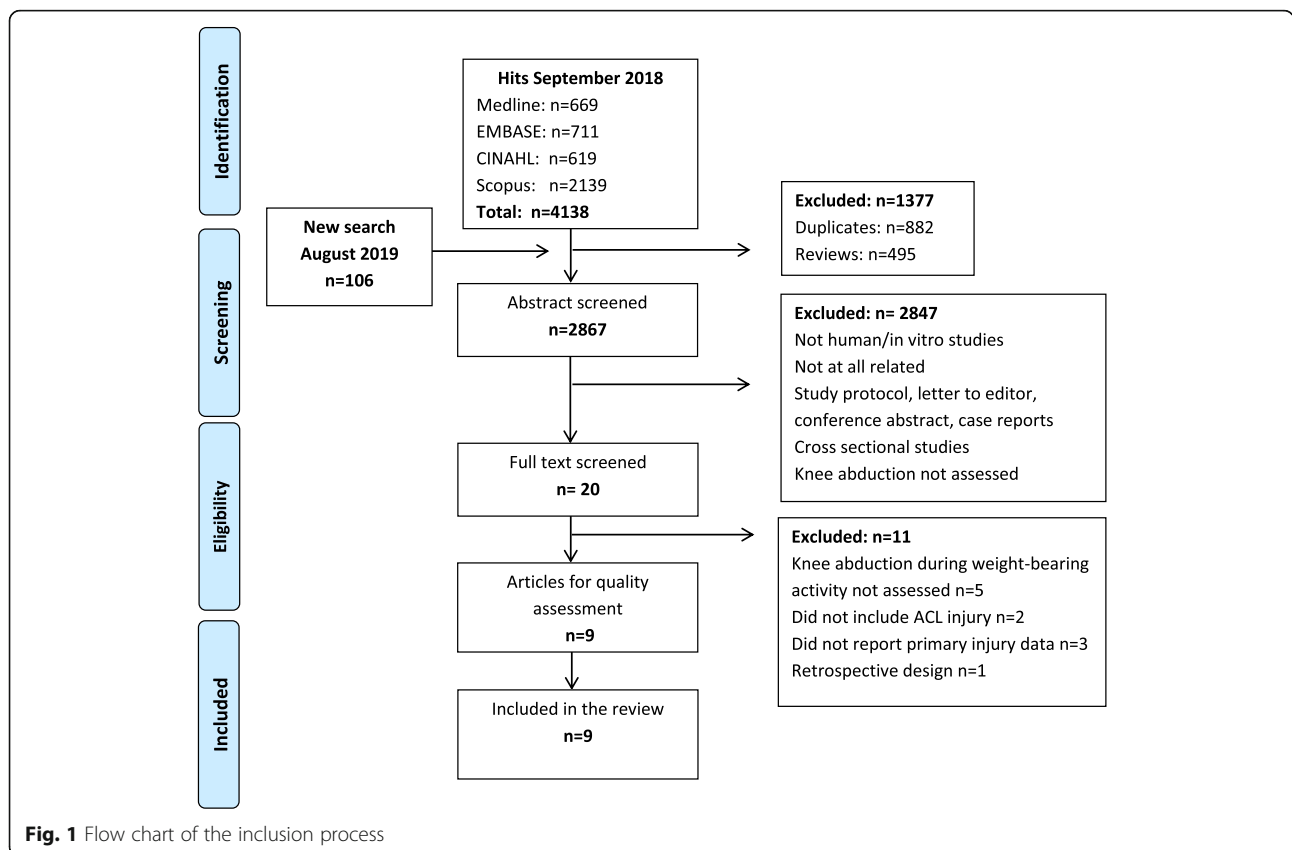 Identification
Hits September 2018
Medline: n=669
EMBASE: n=711
CINAHL: n=619
Scopus: n=2139
Total: n=4138
New search
August 2019
n=106
Excluded: n=1377
Duplicates: n=882
Reviews: n=495
Screening
Abstract screened
n=2867
Excluded: n= 2847
Not human/in vitro studies
Not at all related
Study protocol, letter to editor,
conference abstract, case reports
Cross sectional studies
Knee abduction not assessed
Eligibility
Full text screened
n= 20
Excluded: n=11
Knee abduction during weight-bearing
activity not assessed n=5
Did not include ACL injury n=2
Did not report primary injury data n=3
Retrospective design n=1
Articles for quality
assessment
n=9
Included
Included in the review
n=9
Fig. 1 Flow chart of the inclusion process